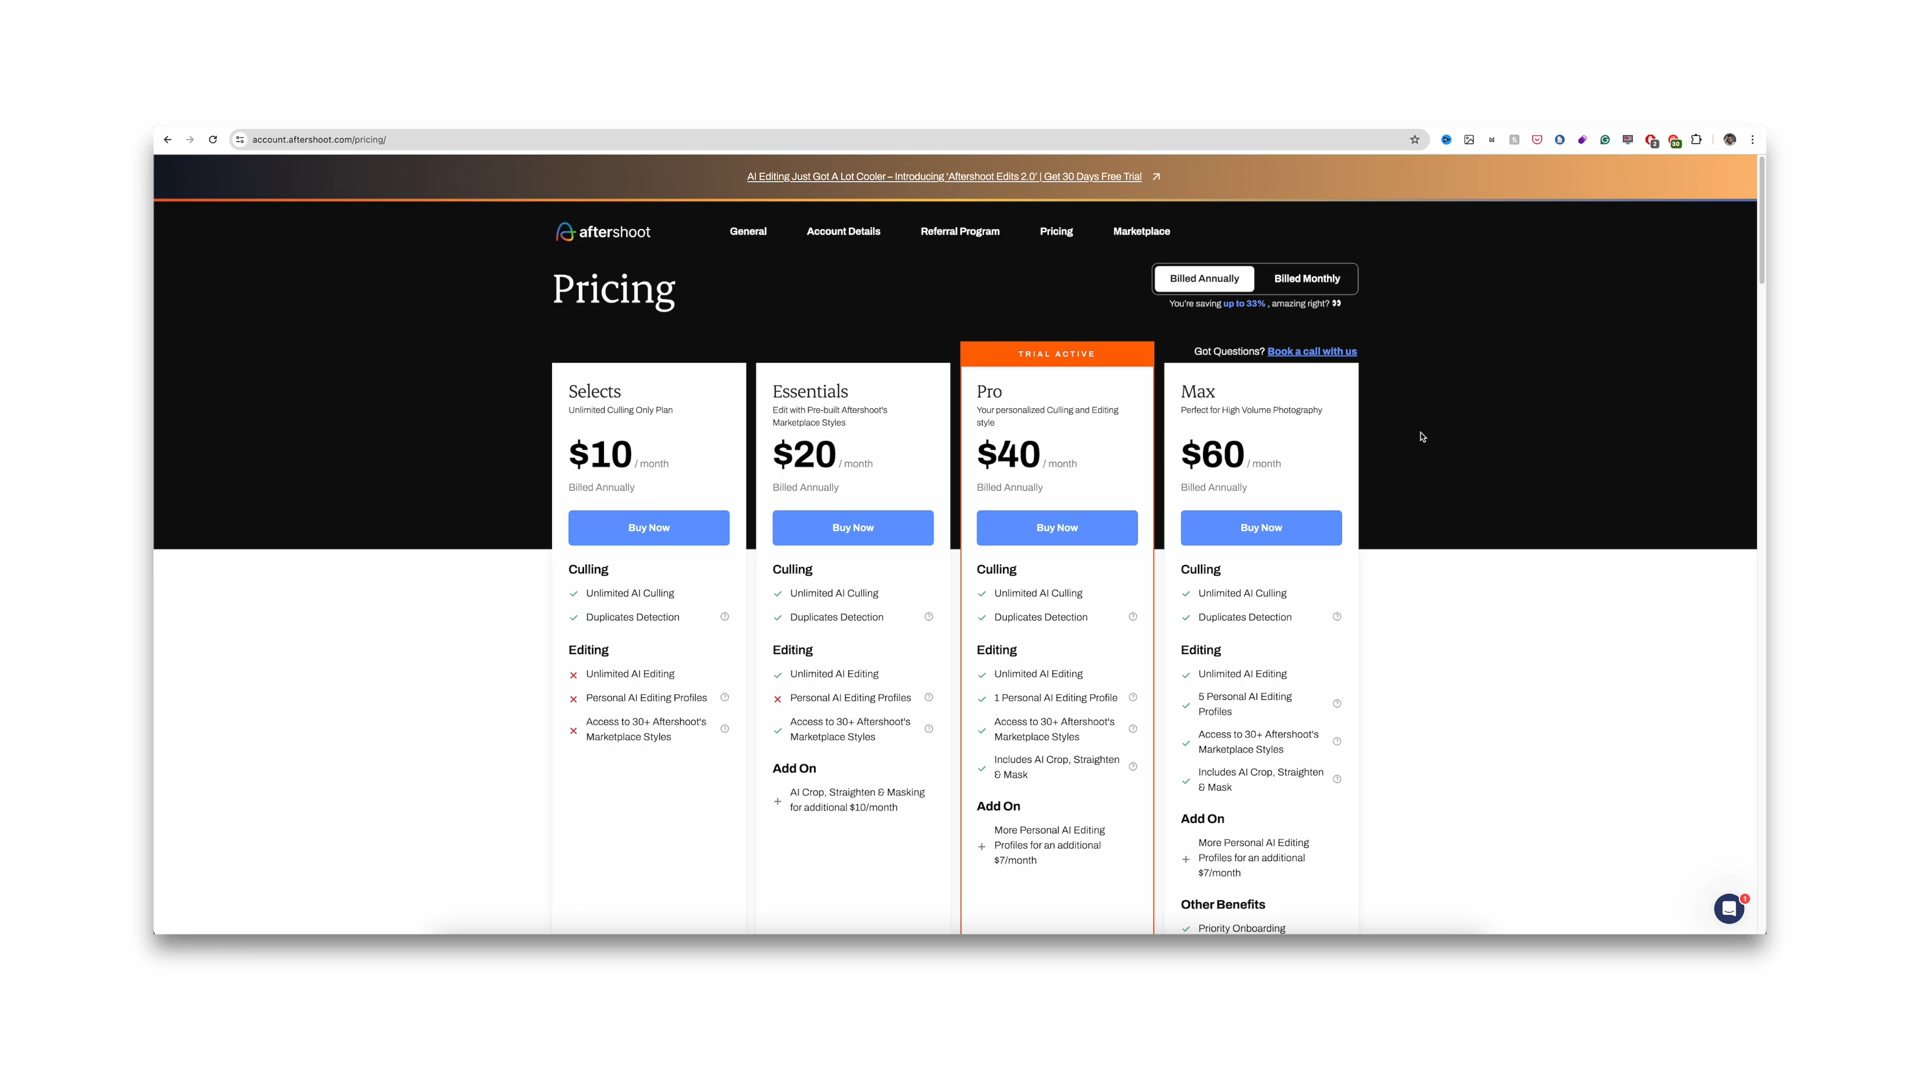 account.aftershoot.com/pricing/
2
30
AI Editing Just Got A Lot Cooler – Introducing 'Aftershoot Edits 2.0' | Get 30 Days Free Trial
aftershoot
General
Account Details
Referral Program
Pricing
Marketplace
Pricing
Billed Annually
Billed Monthly
You're saving up to 33% , amazing right?
Got Questions? Book a call with us
Selects
Unlimited Culling Only Plan
$10 / month
Billed Annually
Buy Now
Culling
Unlimited AI Culling
Duplicates Detection
Editing
Unlimited AI Editing
Personal AI Editing Profiles
Access to 30+ Aftershoot's
Marketplace Styles
Essentials
Edit with Pre-built Aftershoot's
Marketplace Styles
$20 / month
Billed Annually
Buy Now
Culling
Unlimited AI Culling
Duplicates Detection
Editing
Unlimited AI Editing
Personal AI Editing Profiles
Access to 30+ Aftershoot's
Marketplace Styles
Add On
AI Crop, Straighten & Masking
for additional $10/month
TRIAL ACTIVE
Pro
Your personalized Culling and Editing
style
$40 / month
Billed Annually
Buy Now
Culling
Unlimited AI Culling
Duplicates Detection
Editing
Unlimited AI Editing
1 Personal AI Editing Profile
Access to 30+ Aftershoot's
Marketplace Styles
Includes AI Crop, Straighten
& Mask
Add On
More Personal AI Editing
Profiles for an additional
$7/month
Max
Perfect for High Volume Photography
$60 / month
Billed Annually
Buy Now
Culling
Unlimited AI Culling
Duplicates Detection
Editing
Unlimited AI Editing
5 Personal AI Editing
Profiles
Access to 30+ Aftershoot's
Marketplace Styles
Includes AI Crop, Straighten
& Mask
Add On
More Personal AI Editing
Profiles for an additional
$7/month
Other Benefits
Priority Onboarding
1